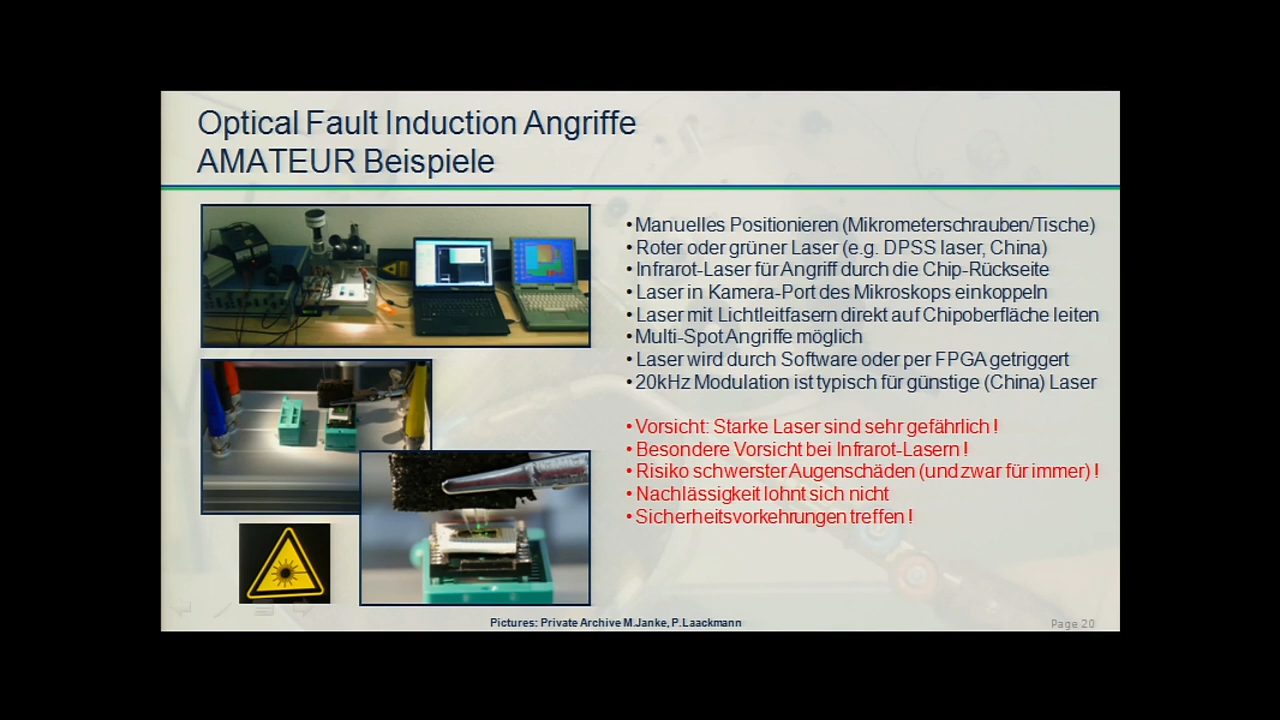 Optical Fault Induction Angriffe
AMATEUR Beispiele
• Manuelles Positionieren (Mikrometerschrauben/Tische)
• Roter oder grüner Laser (e.g. DPSS laser, China)
• Infrarot-Laser für Angriff durch die Chip-Rückseite
• Laser in Kamera-Port des Mikroskops einkoppeln
• Laser mit Lichtleitfasern direkt auf Chipoberfläche leiten
• Multi-Spot Angriffe möglich
• Laser wird durch Software oder per FPGA getriggert
• 20kHz Modulation ist typisch für günstige (China) Laser
• Vorsicht: Starke Laser sind sehr gefährlich !
• Besondere Vorsicht bei Infrarot-Lasern !
• Risiko schwerster Augenschäden (und zwar für immer) !
• Nachlässigkeit lohnt sich nicht
• Sicherheitsvorkehrungen treffen !
Pictures: Private Archive M.Janke, P.Laackmann
Page 20